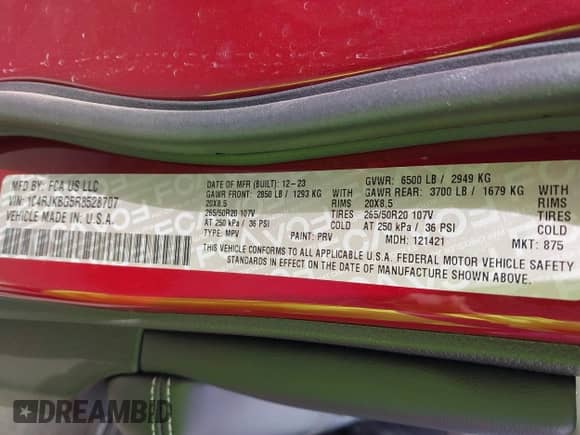 MFD BY: FCA US LLC
DATE OF MFR (BUILT): 12-23
GVWR: 6500 LB / 2949 KG
VIN: 1C4RJKBG5R8528707
GAWR FRONT: 2850 LB / 1293 KG WITH
GAWR REAR: 3700 LB / 1679 KG WITH
VEHICLE MADE IN U.S.A.
20X8.5 RIMS
20X8.5 RIMS
265/50R20 107V TIRES
265/50R20 107V TIRES
AT 250 kPa / 36 PSI COLD
AT 250 kPa / 36 PSI COLD
TYPE: MPV PAINT: PRV MDH: 121421 MKT: 875
THIS VEHICLE CONFORMS TO ALL APPLICABLE U.S.A. FEDERAL MOTOR VEHICLE SAFETY
STANDARDS IN EFFECT ON THE DATE OF MANUFACTURE SHOWN ABOVE.
DREAMBID